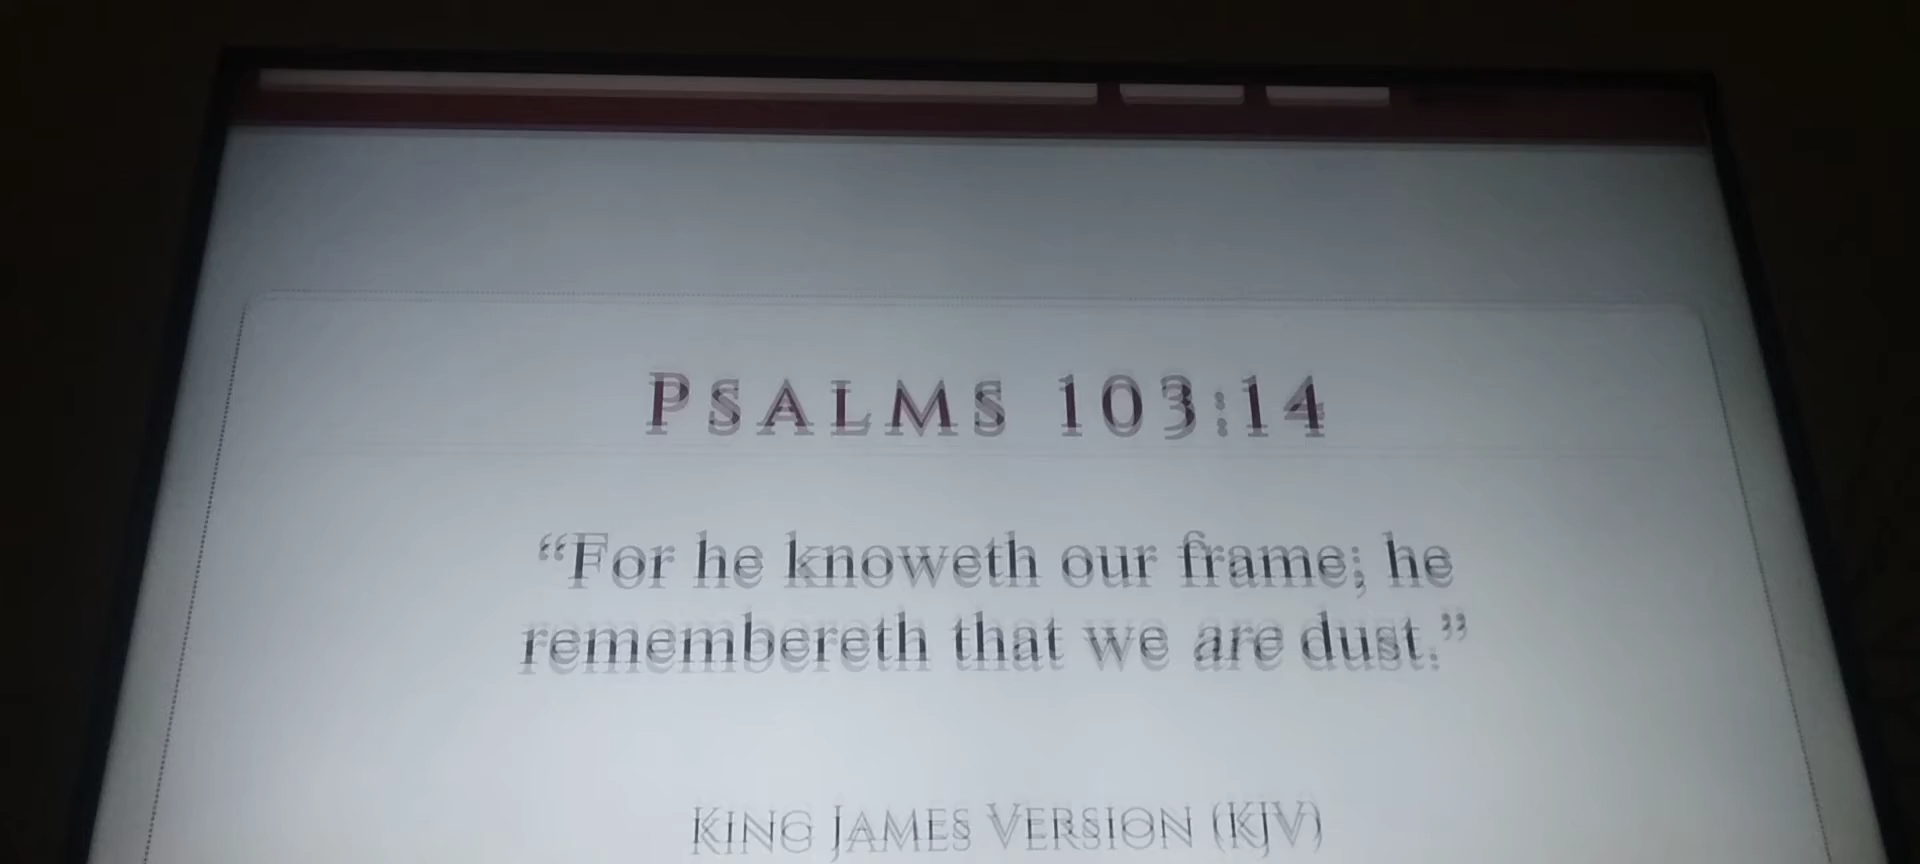 PSALMS 103:14
“For he knoweth our frame; he
remembereth that we are dust.”
KING JAMES VERSION (KJV)